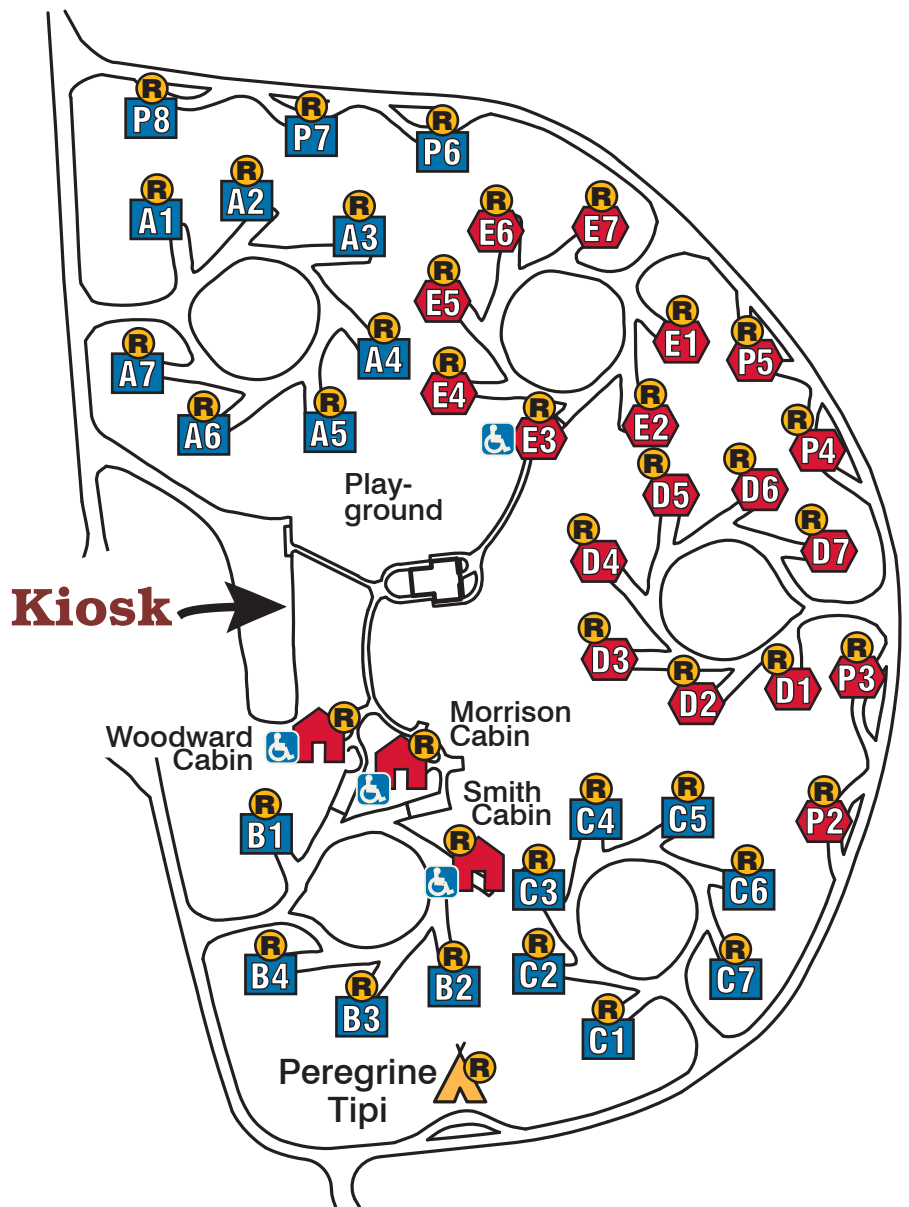 R
P8
R
P7
R
P6
R
A1
R
A2
R
A3
R
E6
R
E7
R
E5
R
E1
R
P5
R
A7
R
A4
R
E4
R
A6
R
A5
R
E3
R
E2
R
P4
Play-
ground
R
D5
R
D6
R
D7
R
D4
Kiosk
R
D3
R
D2
R
D1
R
P3
Woodward
Cabin
R
Morrison
Cabin
R
Smith
Cabin
R
R
B1
R
C4
R
C5
R
P2
R
C3
R
C6
R
B4
R
B3
R
B2
R
C2
R
C7
R
C1
Peregrine
Tipi
R